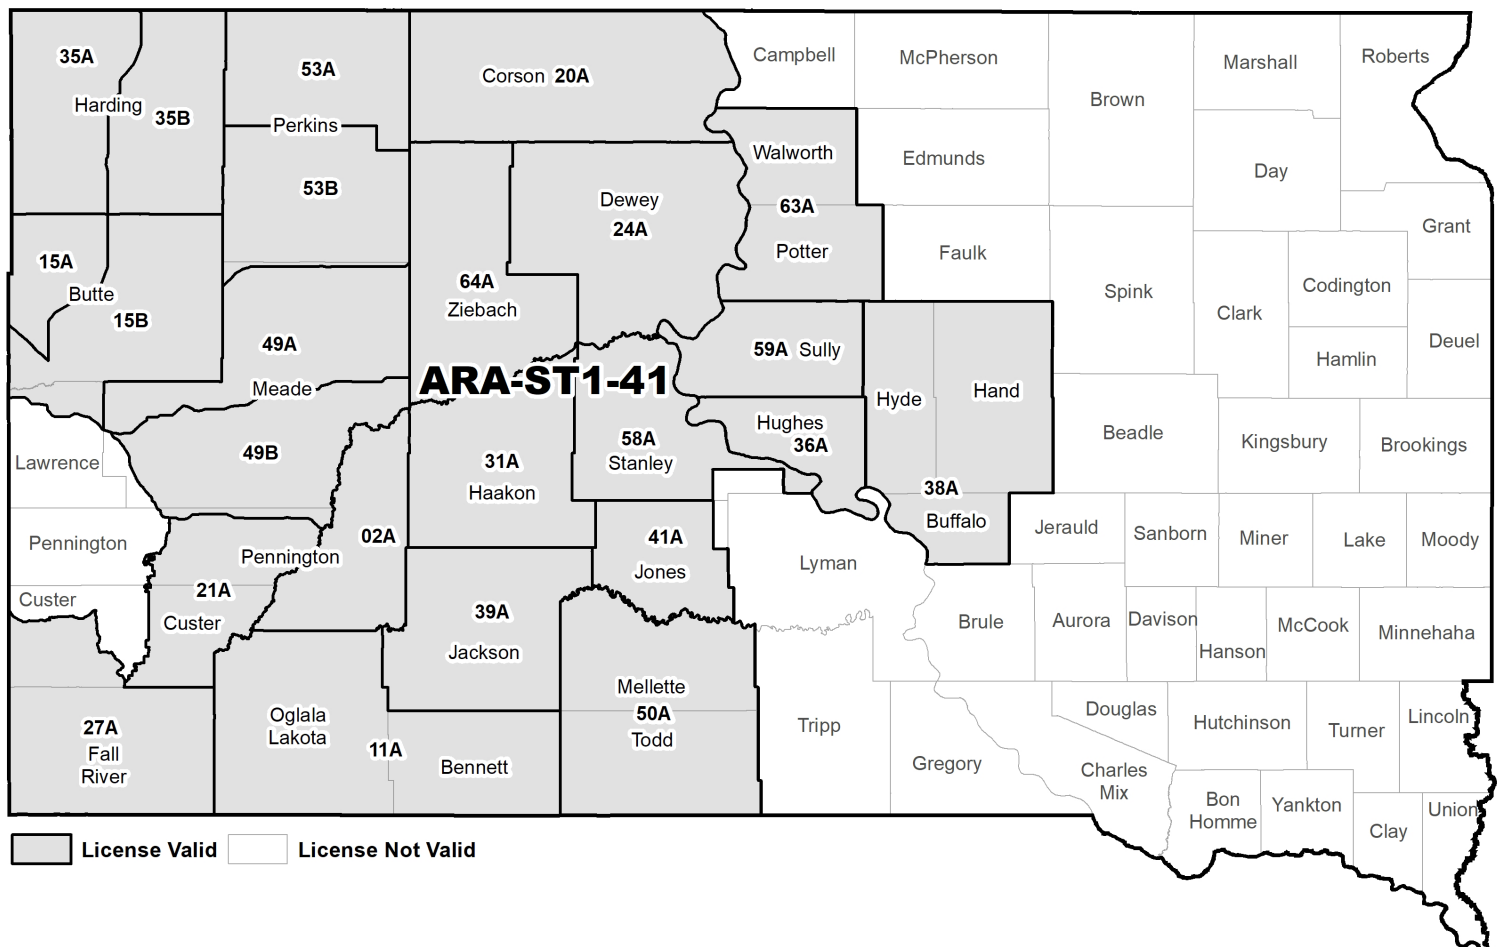 35A
53A
Corson 20A
Campbell
McPherson
Marshall
Roberts
Brown
Harding
35B
Perkins
Walworth
Edmunds
Day
53B
Dewey
24A
63A
Potter
Faulk
Grant
15A
Butte
15B
64A
Ziebach
Spink
Clark
Codington
Deuel
Hamlin
49A
Meade
59A Sully
ARA-ST1-41
Hyde
Hand
Hughes
36A
Beadle
Kingsbury
Brookings
Lawrence
49B
31A
Haakon
58A
Stanley
38A
Buffalo
Jerauld
Sanborn
Miner
Lake
Moody
Pennington
Pennington
02A
41A
Jones
Lyman
Custer
21A
Custer
39A
Jackson
Brule
Aurora
Davison
Hanson
McCook
Minnehaha
Mellette
50A
Todd
27A
Fall
River
Oglala
Lakota
11A
Bennett
Tripp
Gregory
Douglas
Charles
Mix
Hutchinson
Turner
Lincoln
Bon
Homme
Yankton
Clay
Union
License Valid
License Not Valid